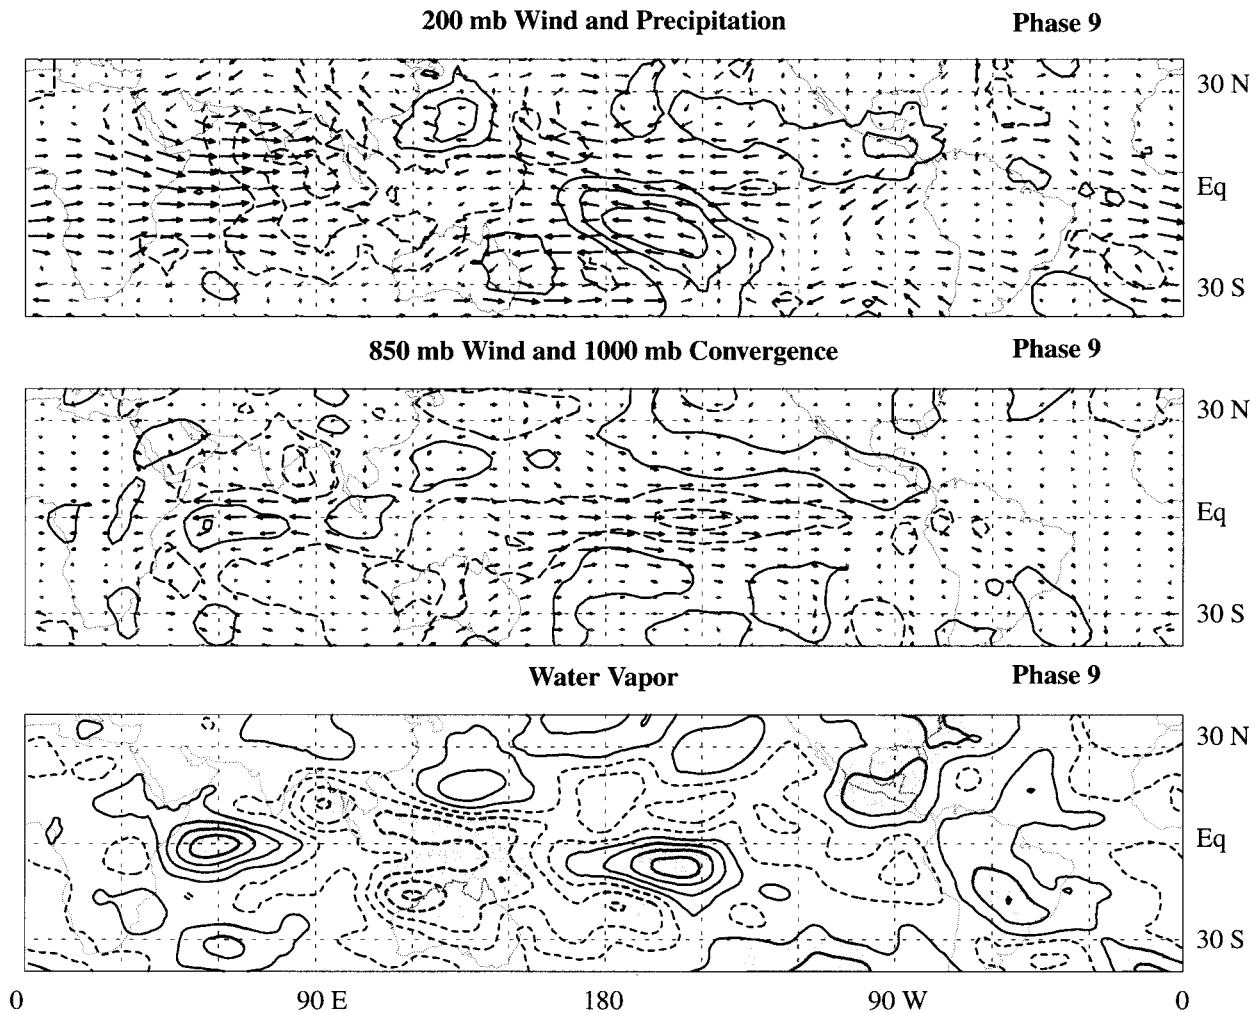 200 mb Wind and Precipitation Phase 9
30 N
Eq
30 S
850 mb Wind and 1000 mb Convergence Phase 9
30 N
Eq
30 S
Water Vapor Phase 9
30 N
Eq
30 S
0 90 E 180 90 W 0